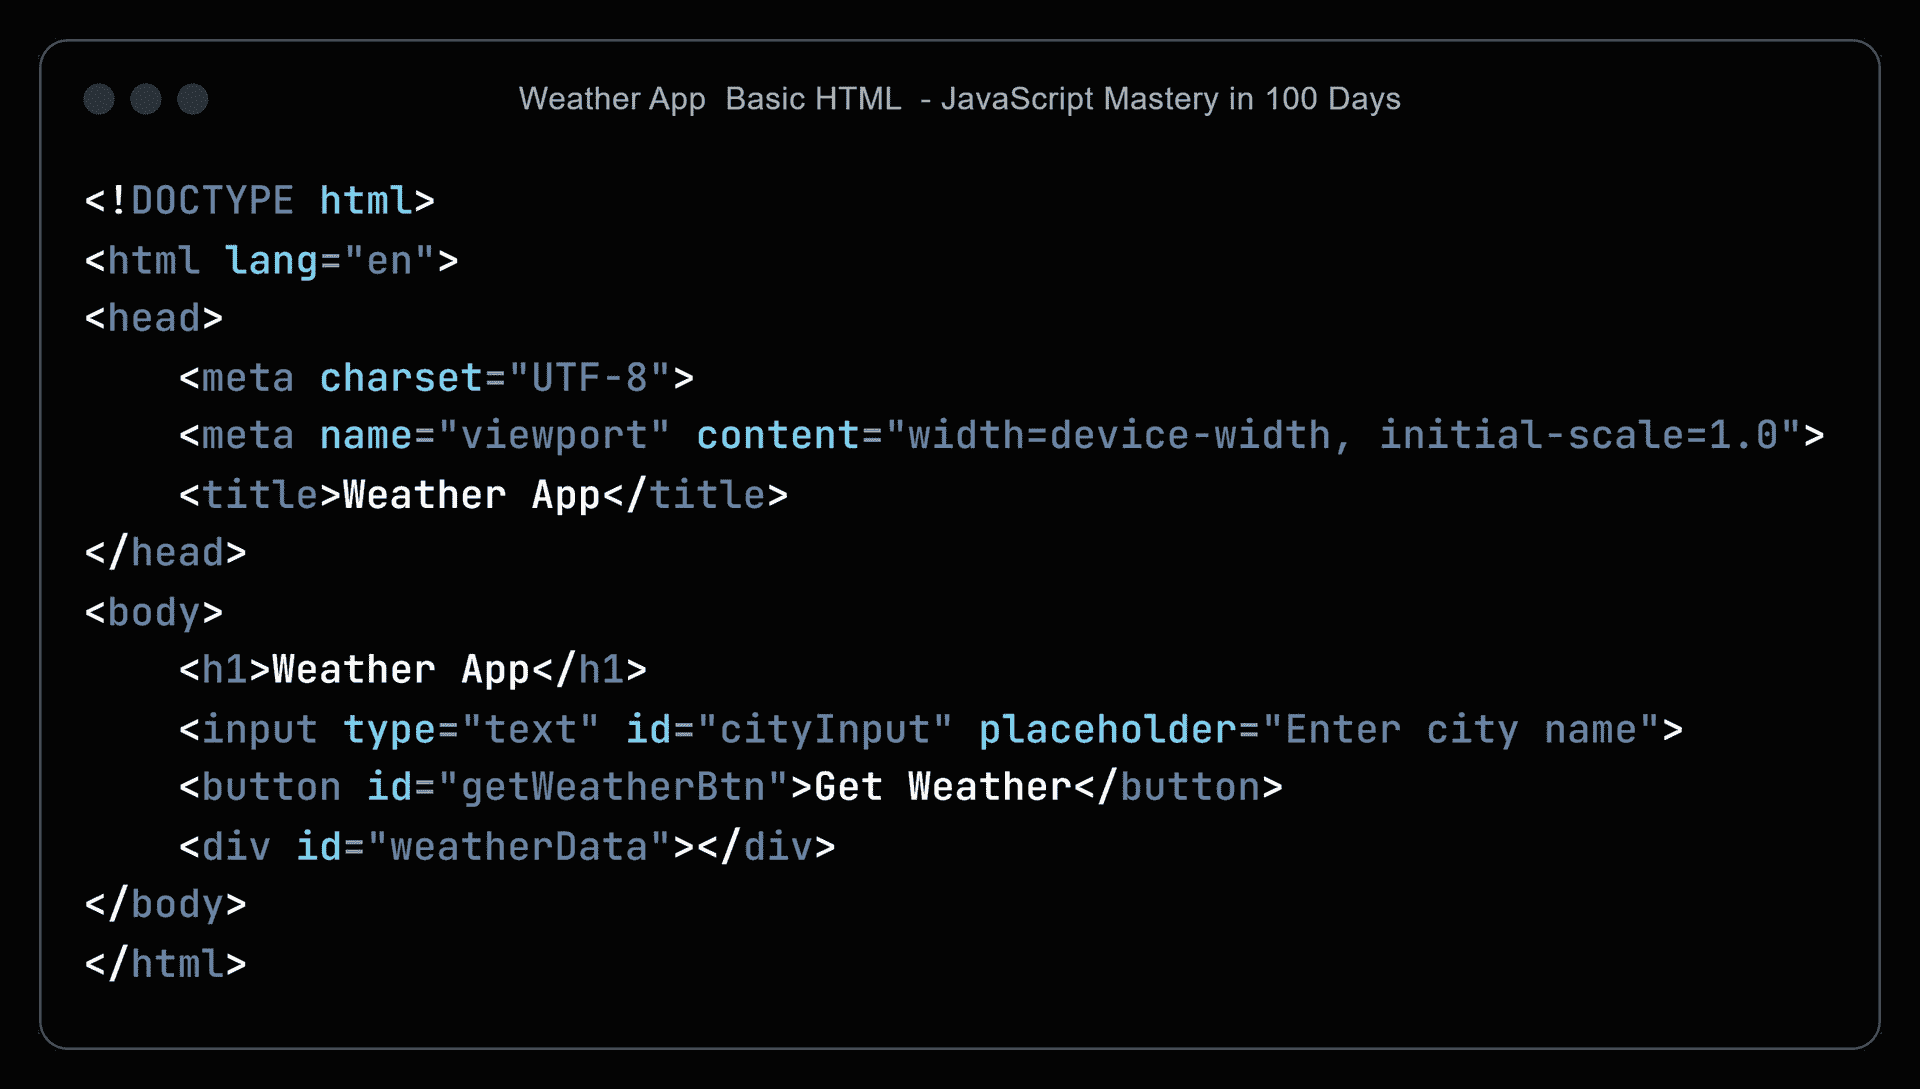 Weather App  Basic HTML  - JavaScript Mastery in 100 Days
<!DOCTYPE html>
<html lang="en">
<head>
    <meta charset="UTF-8">
    <meta name="viewport" content="width=device-width, initial-scale=1.0">
    <title>Weather App</title>
</head>
<body>
    <h1>Weather App</h1>
    <input type="text" id="cityInput" placeholder="Enter city name">
    <button id="getWeatherBtn">Get Weather</button>
    <div id="weatherData"></div>
</body>
</html>